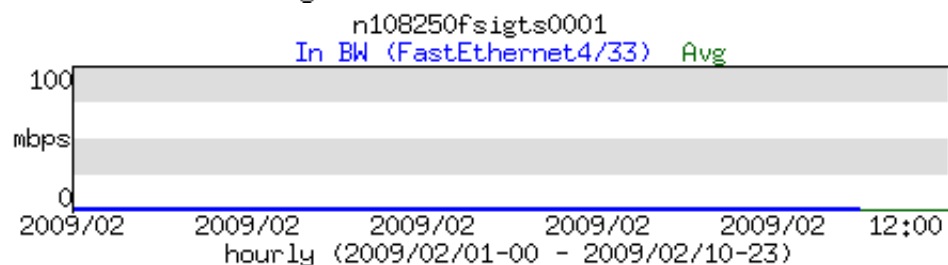 n108250fsigts0001
In BW (FastEthernet4/33) Avg
100
mbps
0
2009/02 2009/02 2009/02 2009/02 2009/02 12:00
hourly (2009/02/01-00 - 2009/02/10-23)